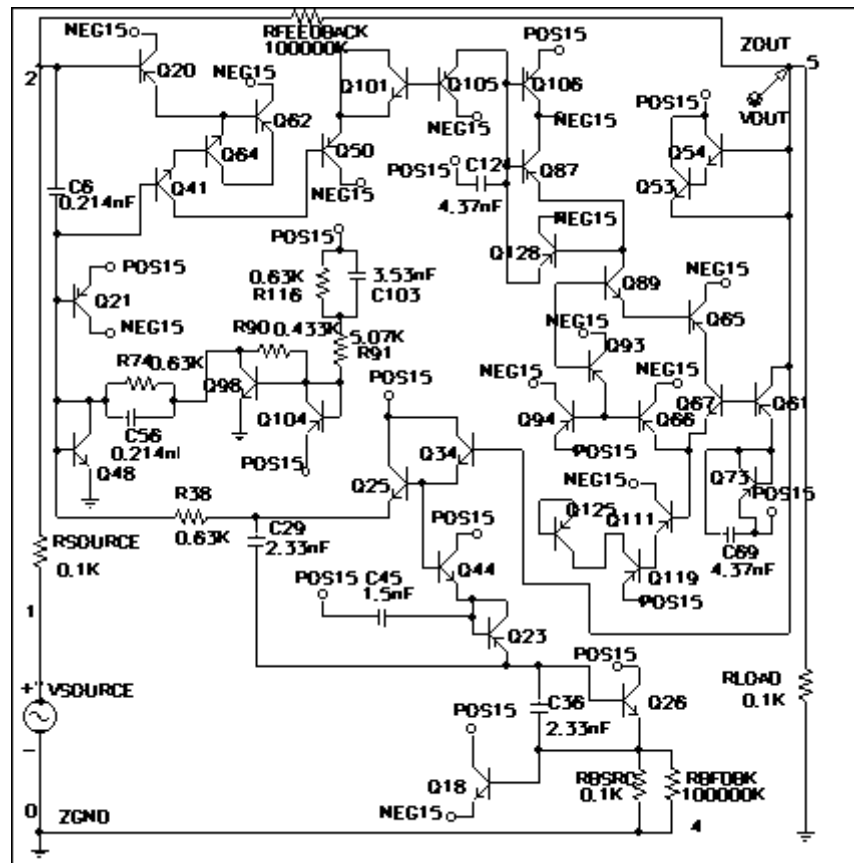 NEG15
RFEEDBACK
100000K
POS15
ZOUT
2
5
Q20
NEG15
Q101
Q105
Q106
POS15
VOUT
Q62
NEG15
NEG15
Q64
Q50
C12
Q54
Q41
POS15
Q87
Q53
C6
0.214nF
NEG15
4.37nF
NEG15
POS15
Q128
POS15
0.63K
R116
3.53nF
C103
Q89
NEG15
Q21
NEG15
R90
0.433K
5.07K
R91
NEG15
Q65
R74
0.63K
Q93
Q98
POS15
NEG15
NEG15
Q67
Q61
Q104
Q94
Q66
C56
0.214nF
POS15
Q34
POS15
Q73
Q48
Q25
NEG15
POS15
R38
Q125
Q111
0.63K
C29
2.33nF
POS15
C69
4.37nF
RSOURCE
0.1K
Q44
Q119
POS15
C45
1.5nF
POS15
1
Q23
POS15
+
VSOURCE
RLOAD
0.1K
C36
2.33nF
Q26
POS15
-
Q18
RBSRC
0.1K
RBFDBK
100000K
0
ZGND
NEG15
4